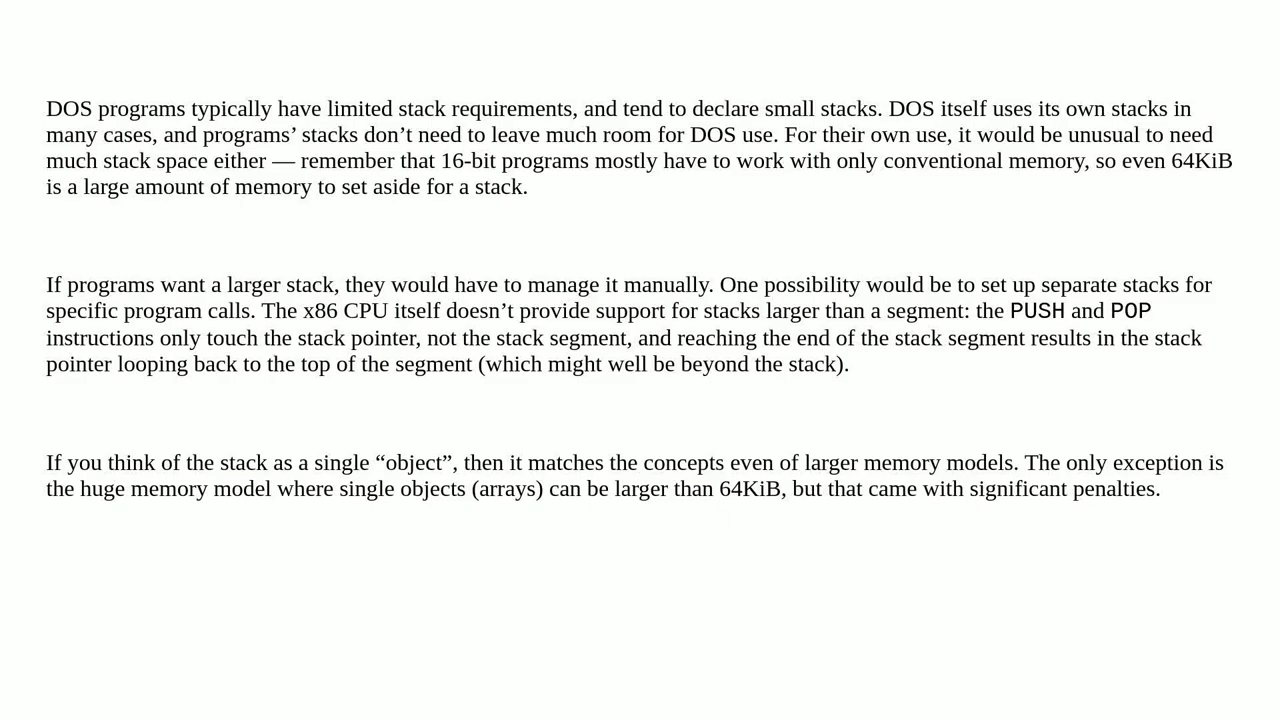 DOS programs typically have limited stack requirements, and tend to declare small stacks. DOS itself uses its own stacks in
many cases, and programs’ stacks don’t need to leave much room for DOS use. For their own use, it would be unusual to need
much stack space either — remember that 16-bit programs mostly have to work with only conventional memory, so even 64KiB
is a large amount of memory to set aside for a stack.
If programs want a larger stack, they would have to manage it manually. One possibility would be to set up separate stacks for
specific program calls. The x86 CPU itself doesn’t provide support for stacks larger than a segment: the PUSH and POP
instructions only touch the stack pointer, not the stack segment, and reaching the end of the stack segment results in the stack
pointer looping back to the top of the segment (which might well be beyond the stack).
If you think of the stack as a single “object”, then it matches the concepts even of larger memory models. The only exception is
the huge memory model where single objects (arrays) can be larger than 64KiB, but that came with significant penalties.